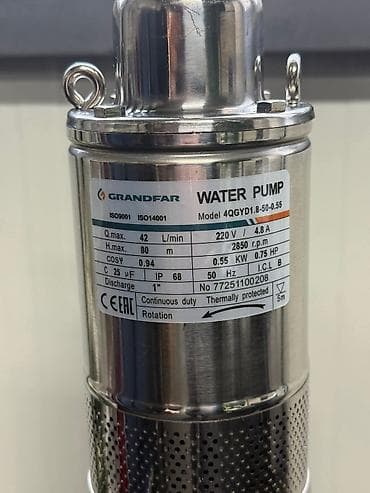 GRANDFAR WATER PUMP
ISO9001 ISO14001 Model 4QGYD1.8-50-0.55
Q.max. 42 L/min 220 V / 4.8 A
H.max. 80 m 2850 r.p.m
COSY 0.94 0.55 KW 0.75 HP
C 25 μF IP 68 50 Hz I.C.L B
Discharge 1" No 77251100208
CE EAC Continuous duty Thermally protected
Rotation 5m